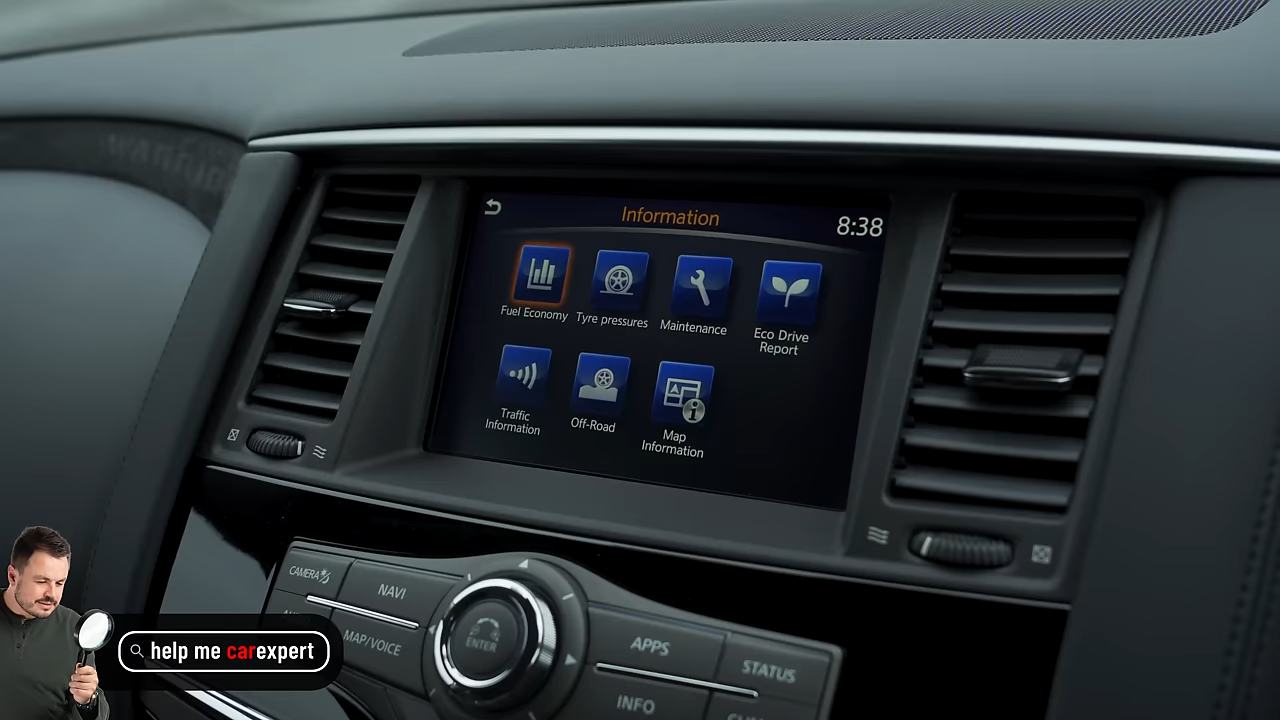 WARRIOR
Information
8:38
Fuel Economy
Tyre pressures
Maintenance
Eco Drive
Report
Traffic
Information
Off-Road
Map
Information
CAMERA
NAVI
MAP/VOICE
ENTER
APPS
STATUS
INFO
help me carexpert